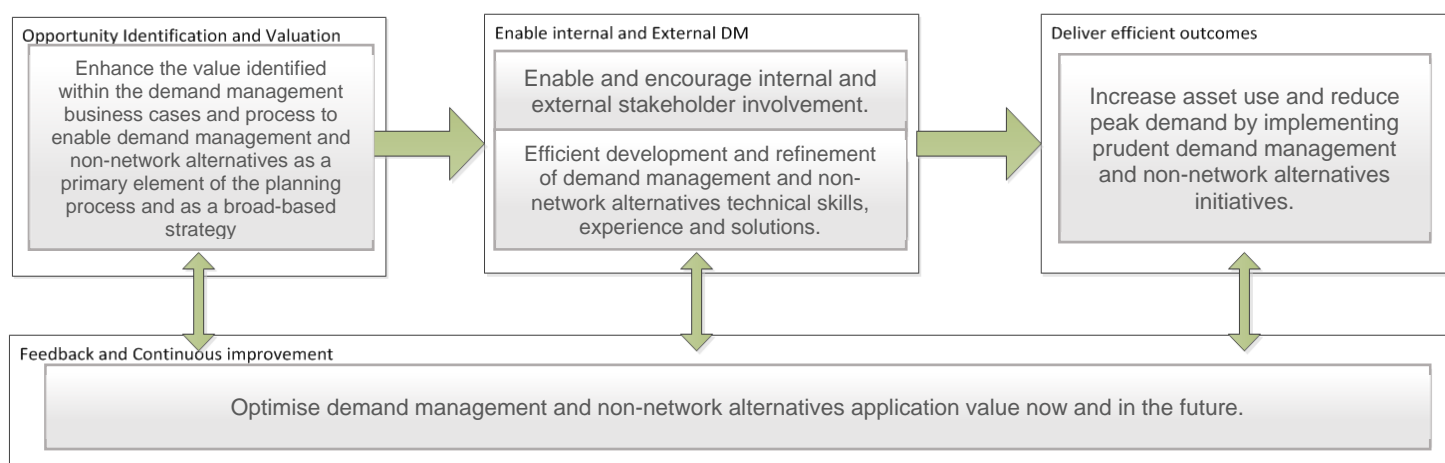 Opportunity Identification and Valuation
Enhance the value identified
within the demand management
business cases and process to
enable demand management and
non-network alternatives as a
primary element of the planning
process and as a broad-based
strategy
Enable internal and External DM
Enable and encourage internal and
external stakeholder involvement.
Efficient development and refinement
of demand management and non-
network alternatives technical skills,
experience and solutions.
Deliver efficient outcomes
Increase asset use and reduce
peak demand by implementing
prudent demand management
and non-network alternatives
initiatives.
Feedback and Continuous improvement
Optimise demand management and non-network alternatives application value now and in the future.